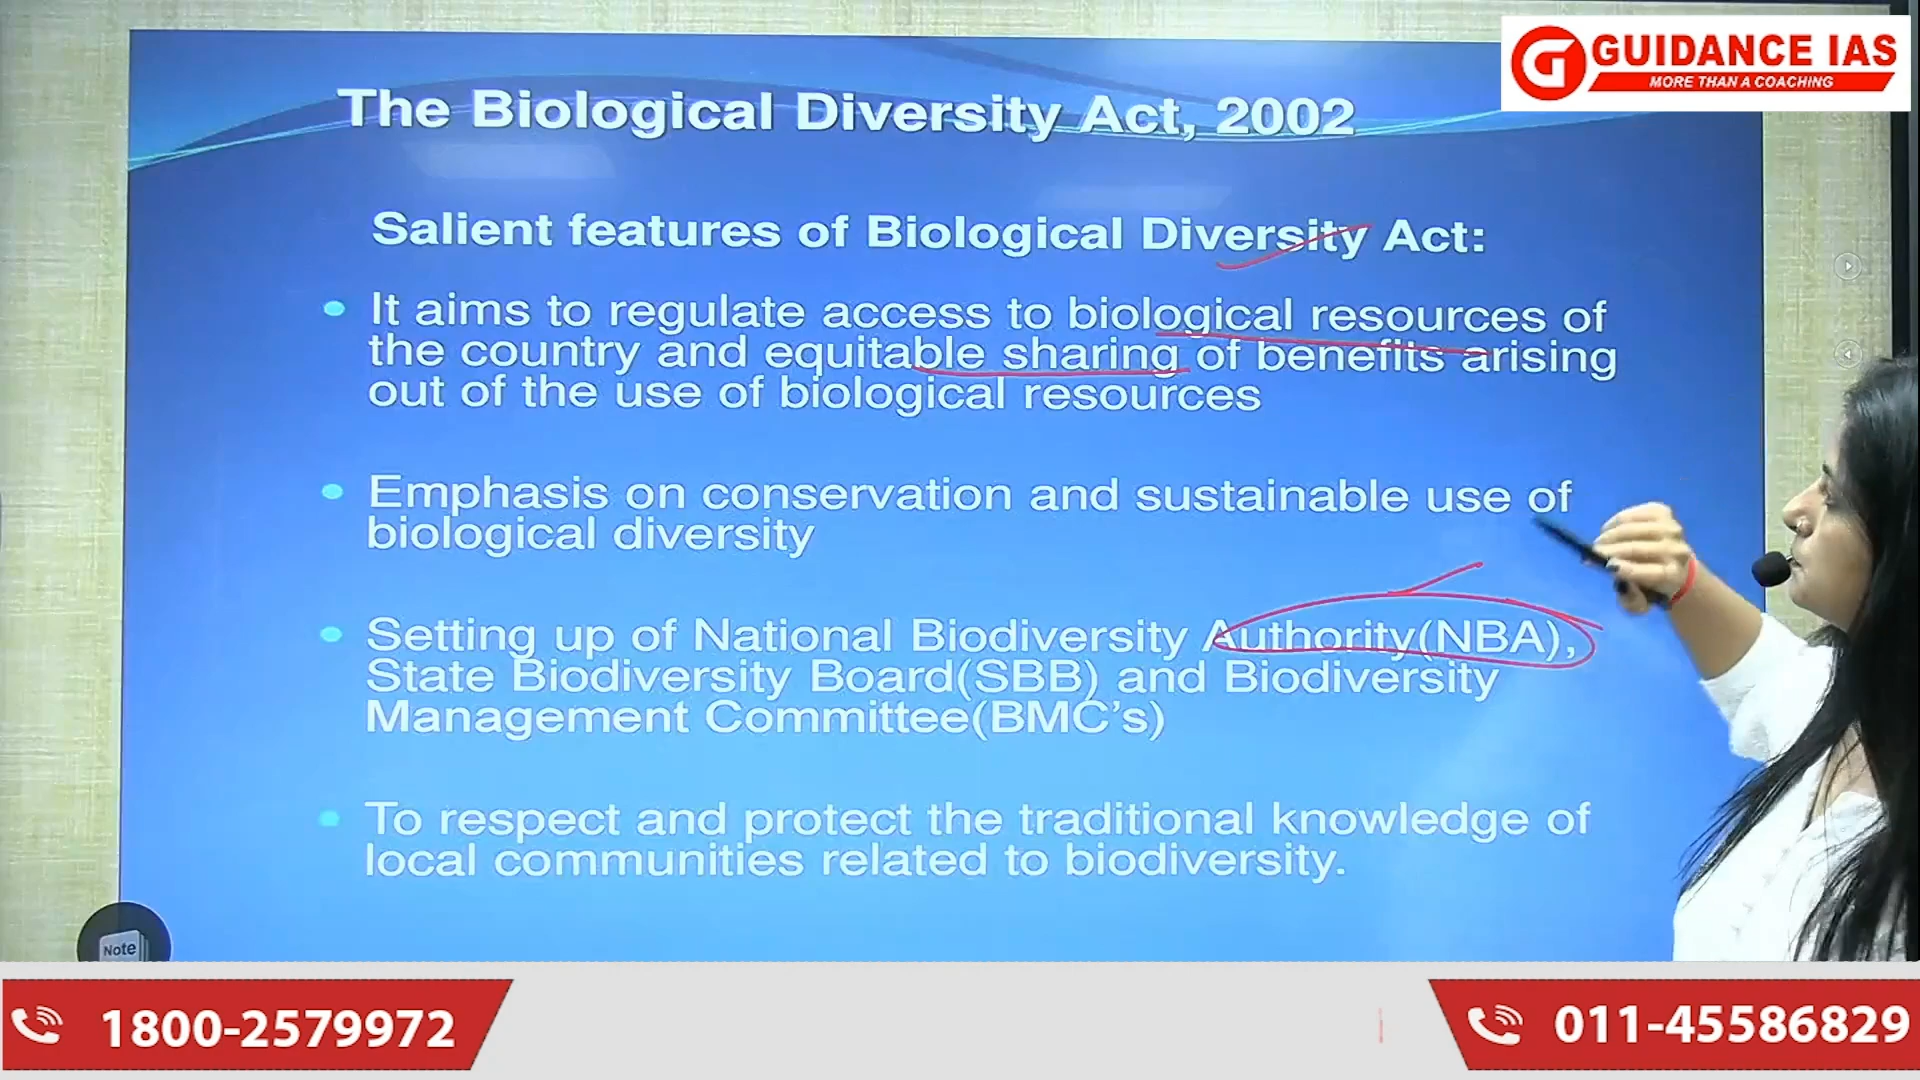 GUIDANCE IAS
MORE THAN A COACHING
The Biological Diversity Act, 2002
Salient features of Biological Diversity Act:
It aims to regulate access to biological resources of
the country and equitable sharing of benefits arising
out of the use of biological resources
Emphasis on conservation and sustainable use of
biological diversity
Setting up of National Biodiversity Authority(NBA),
State Biodiversity Board(SBB) and Biodiversity
Management Committee(BMC's)
To respect and protect the traditional knowledge of
local communities related to biodiversity.
Note
1800-2579972
011-45586829